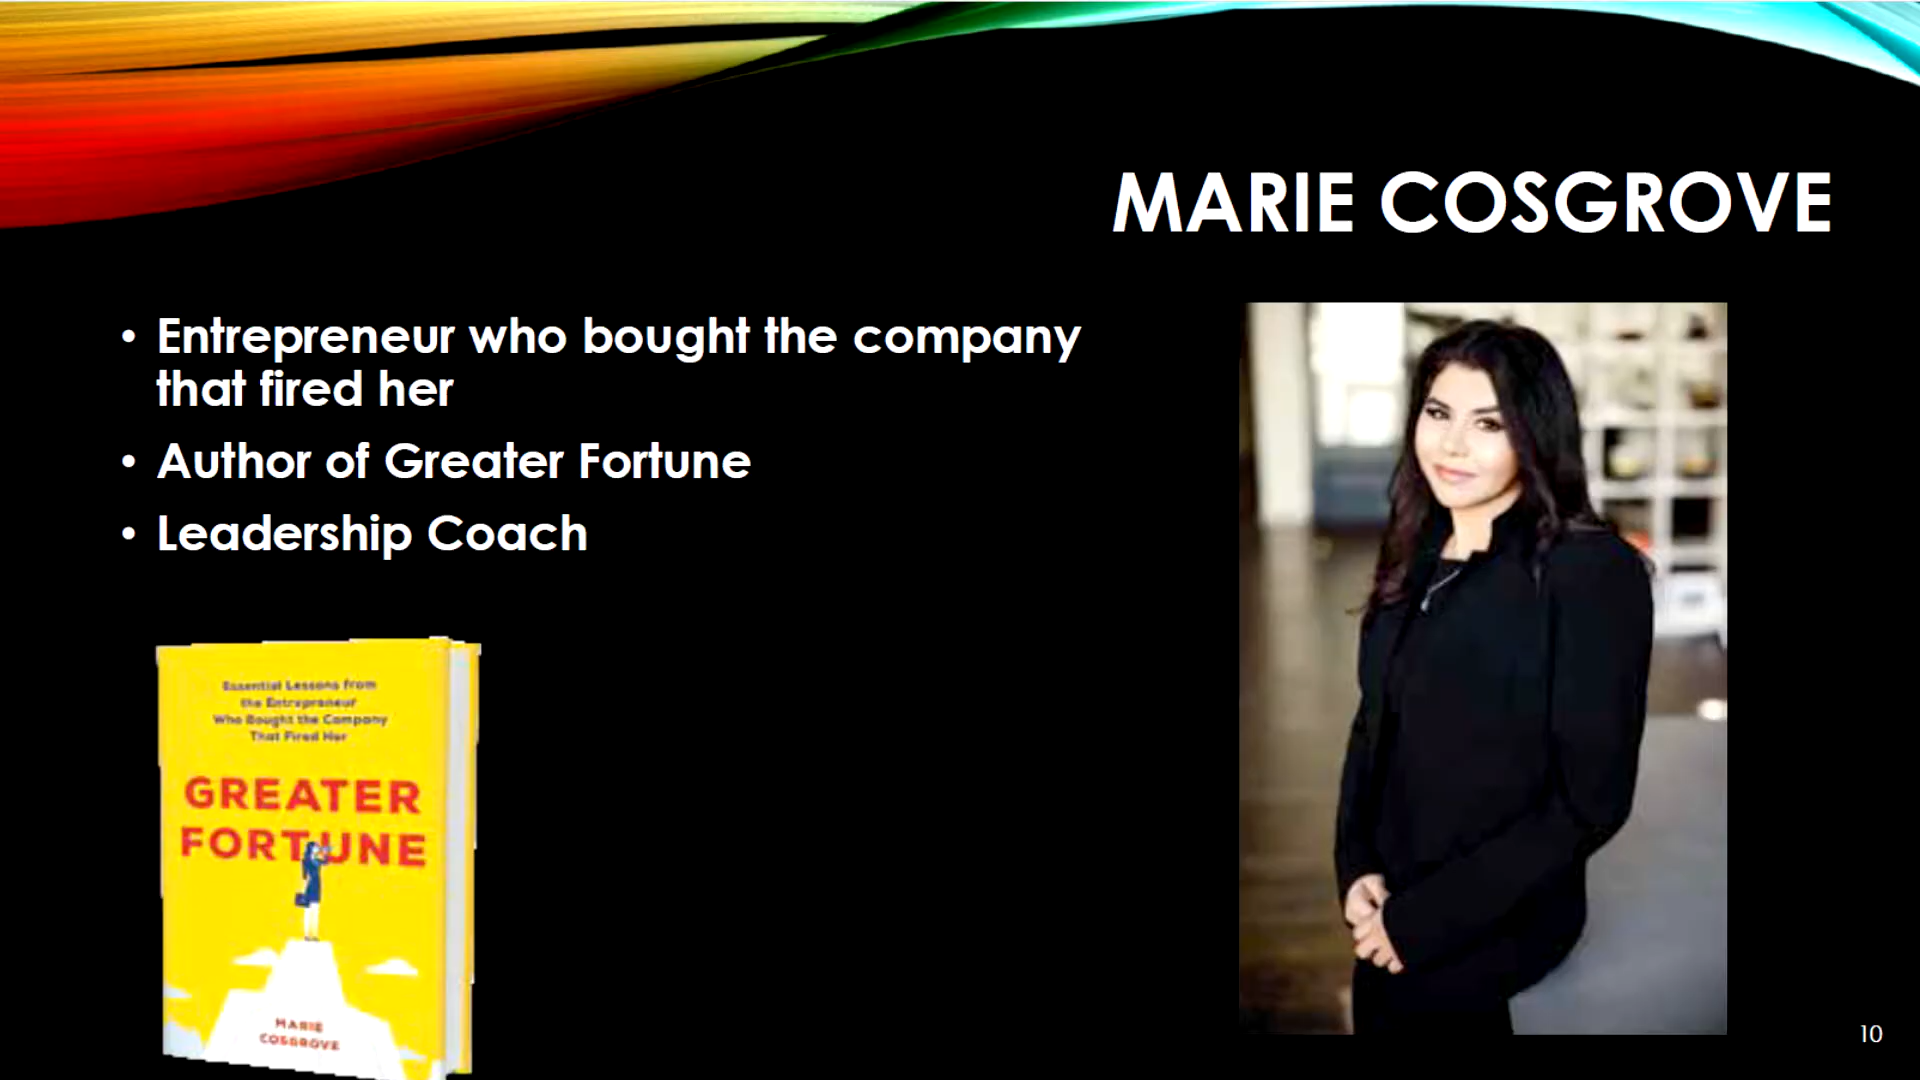 MARIE COSGROVE
• Entrepreneur who bought the company
that fired her
• Author of Greater Fortune
• Leadership Coach
Essential Lessons from
the Entrepreneur
Who Bought the Company
That Fired Her
GREATER
FORTUNE
MARIE
COSGROVE
10